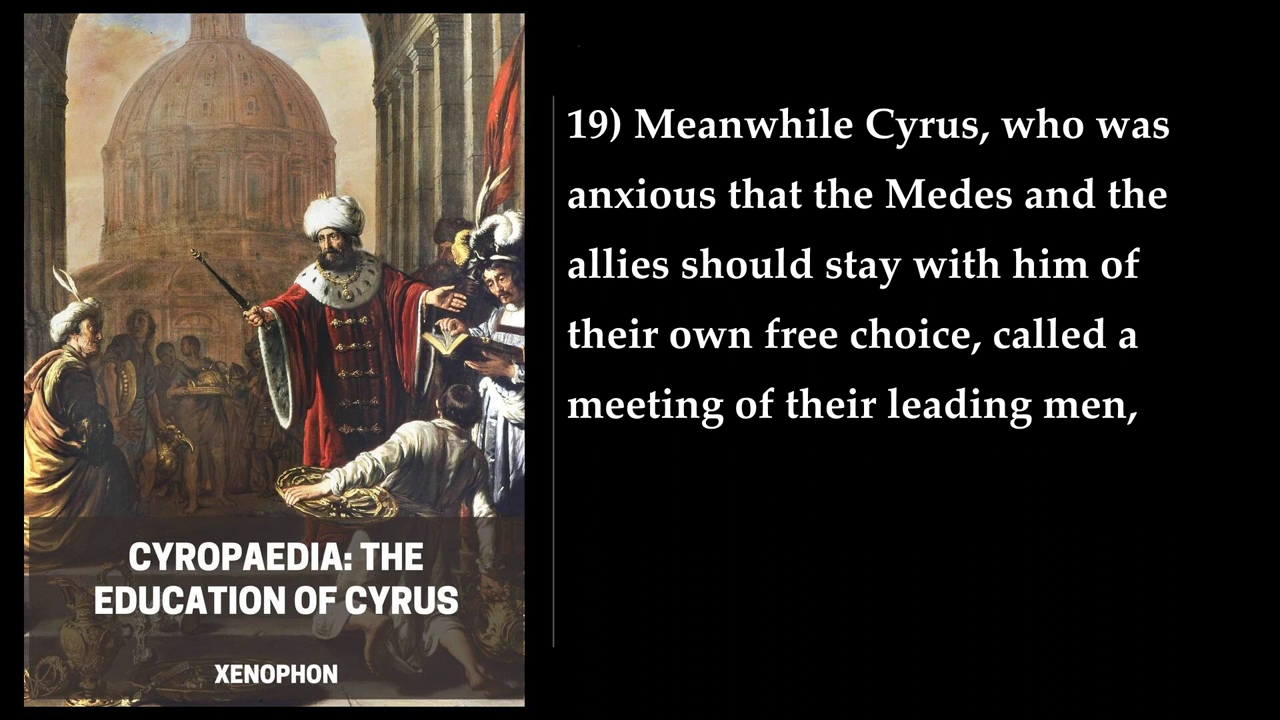 CYROPAEDIA: THE
EDUCATION OF CYRUS
XENOPHON
19) Meanwhile Cyrus, who was
anxious that the Medes and the
allies should stay with him of
their own free choice, called a
meeting of their leading men,